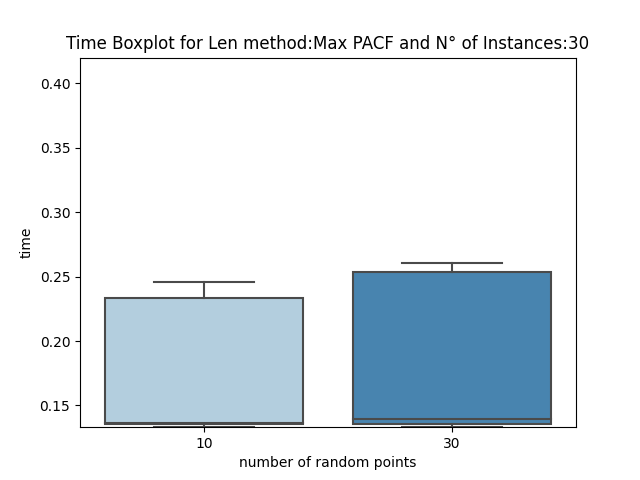 Time Boxplot for Len method:Max PACF and N° of Instances:30
0.40
0.35
0.30
0.25
0.20
0.15
time
10 30
number of random points